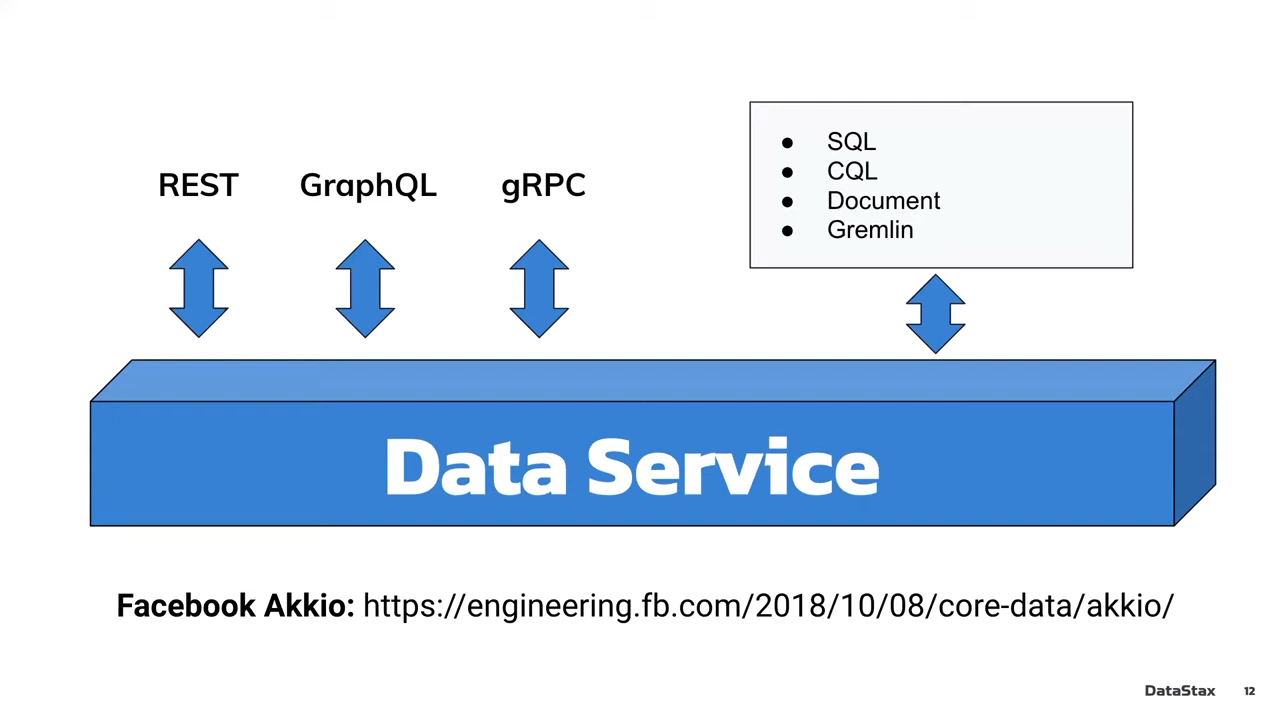 REST GraphQL gRPC
● SQL
● CQL
● Document
● Gremlin
Data Service
Facebook Akkio: https://engineering.fb.com/2018/10/08/core-data/akkio/
DataStax 12